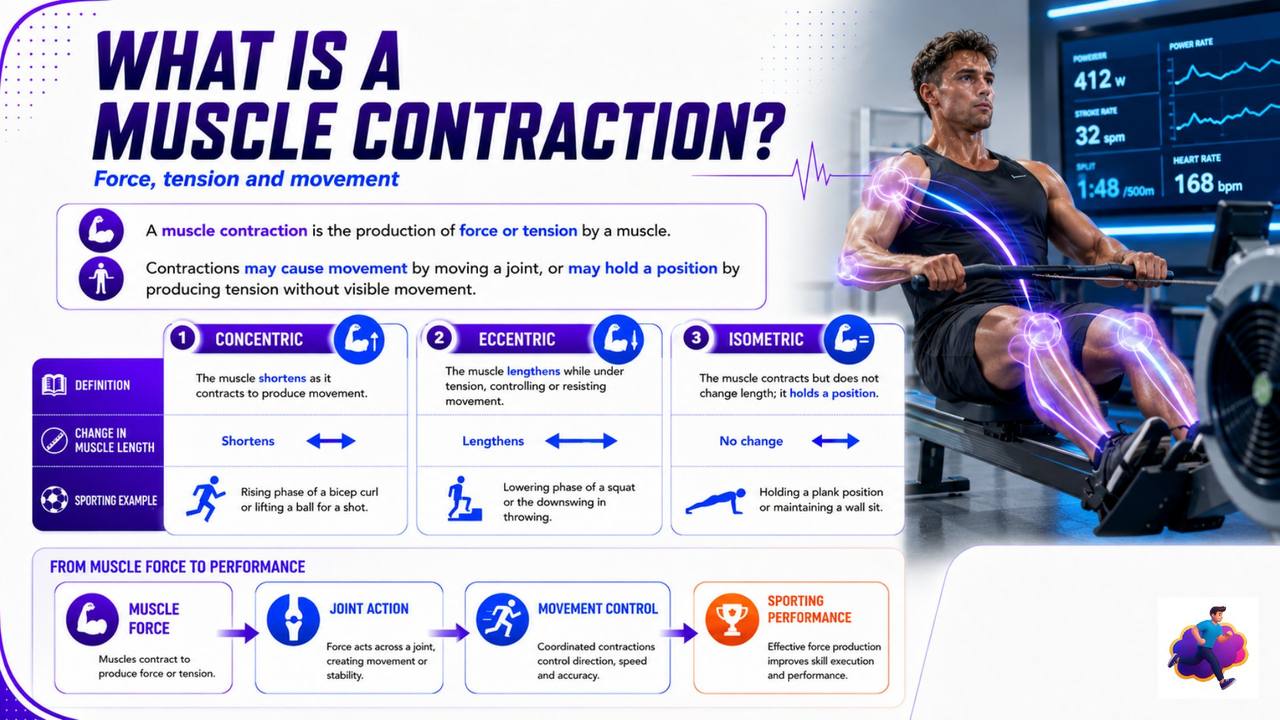 WHAT IS A
MUSCLE CONTRACTION?
Force, tension and movement
A muscle contraction is the production of force or tension by a muscle.
Contractions may cause movement by moving a joint, or may hold a position by
producing tension without visible movement.
1 CONCENTRIC
2 ECCENTRIC
3 ISOMETRIC
DEFINITION
The muscle shortens as it
contracts to produce movement.
The muscle lengthens while under
tension, controlling or resisting
movement.
The muscle contracts but does not
change length; it holds a position.
CHANGE IN
MUSCLE LENGTH
Shortens
Lengthens
No change
SPORTING EXAMPLE
Rising phase of a bicep curl
or lifting a ball for a shot.
Lowering phase of a squat
or the downswing in
throwing.
Holding a plank position
or maintaining a wall sit.
FROM MUSCLE FORCE TO PERFORMANCE
MUSCLE
FORCE
Muscles contract to
produce force or tension.
JOINT ACTION
Force acts across a joint,
creating movement or
stability.
MOVEMENT CONTROL
Coordinated contractions
control direction, speed
and accuracy.
SPORTING
PERFORMANCE
Effective force production
improves skill execution
and performance.
412 W
STROKE RATE
32 spm
SPLIT
1:48 /500m
POWER RATE
HEART RATE
168 bpm